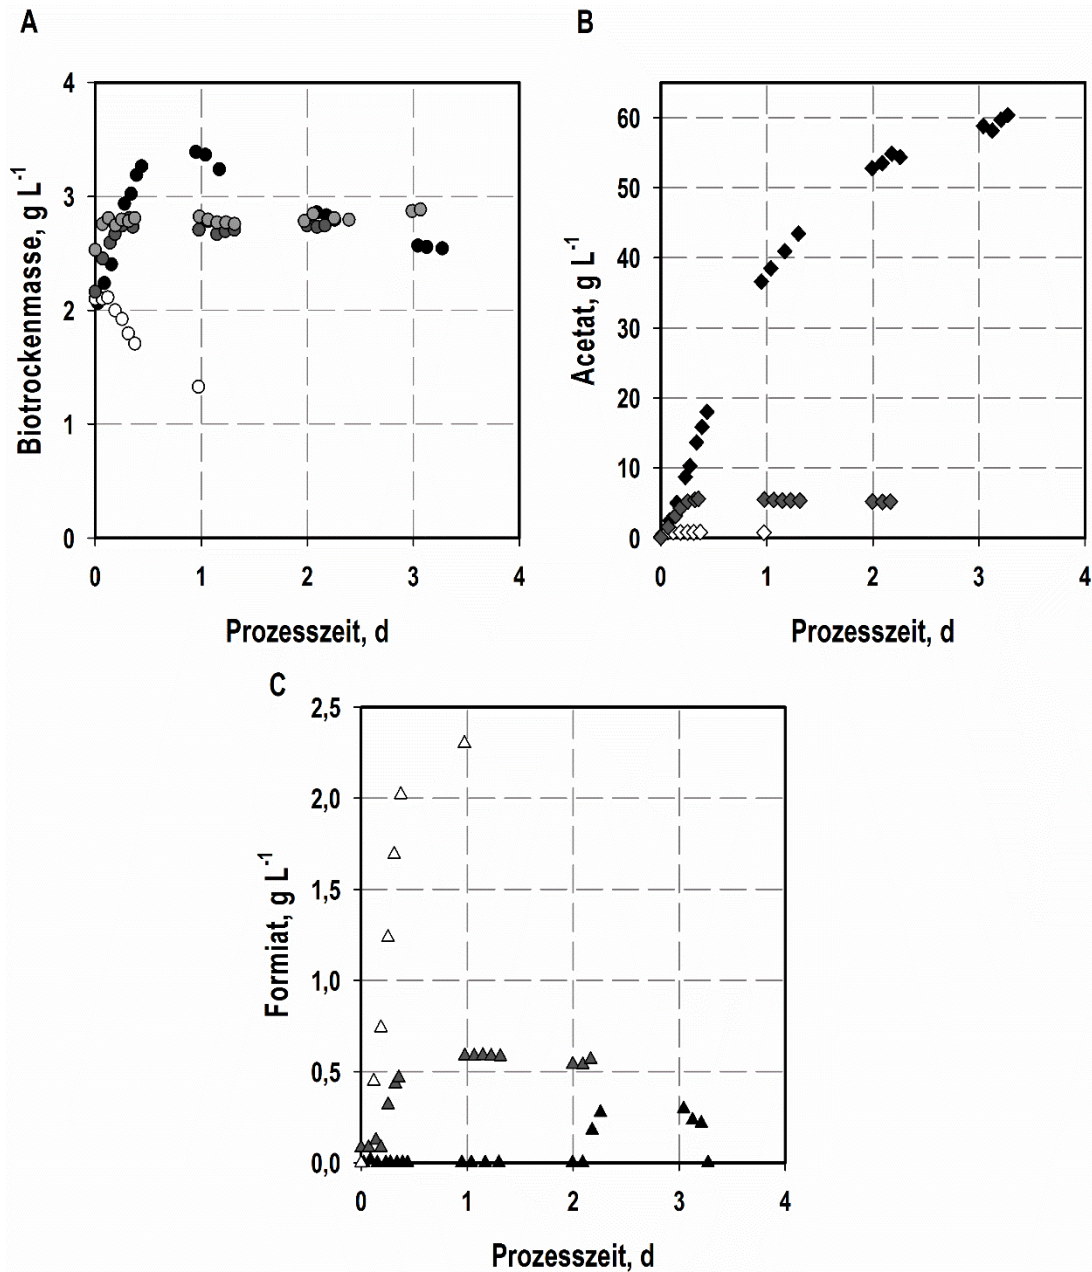 A
B
4
3
2
1
0
Biotrockenmasse, g L⁻¹
0 1 2 3 4
Prozesszeit, d
60
50
40
30
20
10
0
Acetat, g L⁻¹
0 1 2 3 4
Prozesszeit, d
C
2,5
2,0
1,5
1,0
0,5
0,0
Formiat, g L⁻¹
0 1 2 3 4
Prozesszeit, d